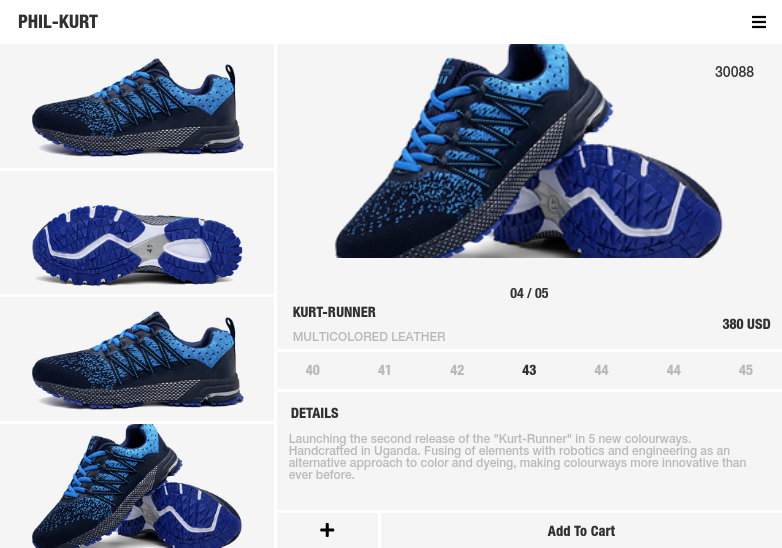 PHIL-KURT
30088
41
04 / 05
KURT-RUNNER
MULTICOLORED LEATHER
380 USD
40 41 42 43 44 44 45
DETAILS
Launching the second release of the "Kurt-Runner" in 5 new colourways.
Handcrafted in Uganda. Fusing of elements with robotics and engineering as an
alternative approach to color and dyeing, making colourways more innovative than
ever before.
Add To Cart